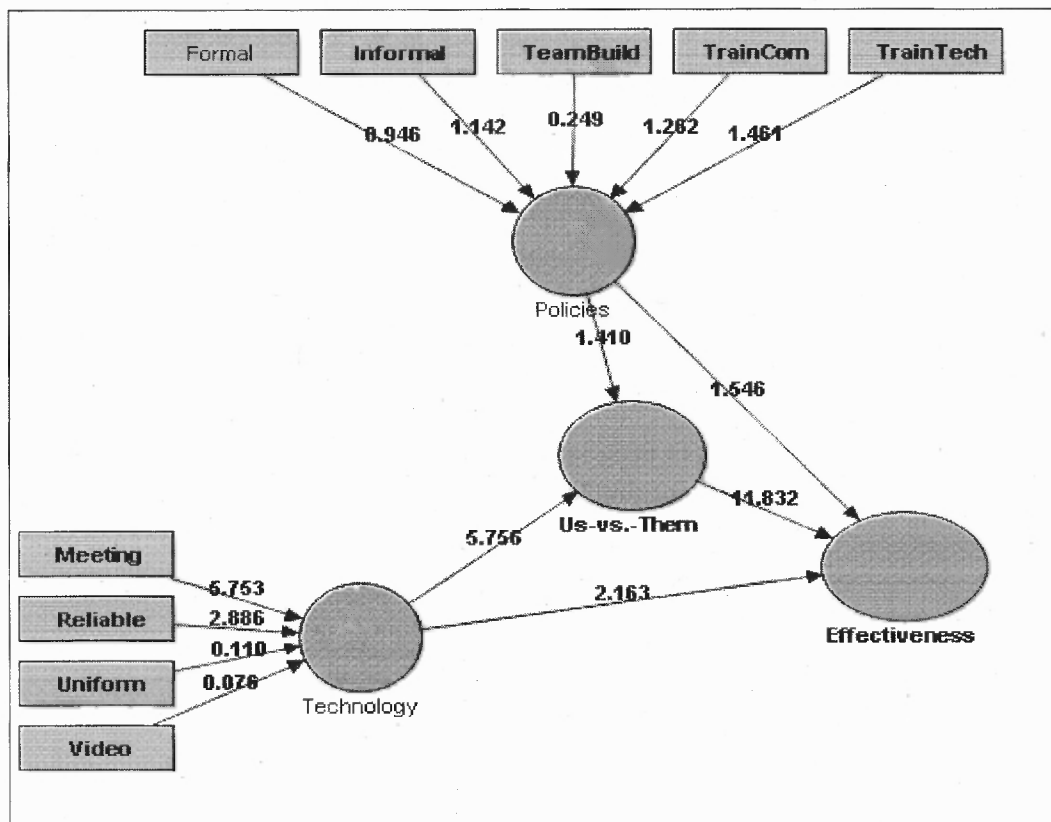 Formal Informal TeamBuild TrainCom TrainTech
0.946 1.142 0.249 1.262 1.461
Policies
1.410
1.546
Us-vs.-Them
11.832
5.756
Meeting
5.753
Reliable
2.886
2.163
Uniform
0.110
Effectiveness
0.076
Technology
Video